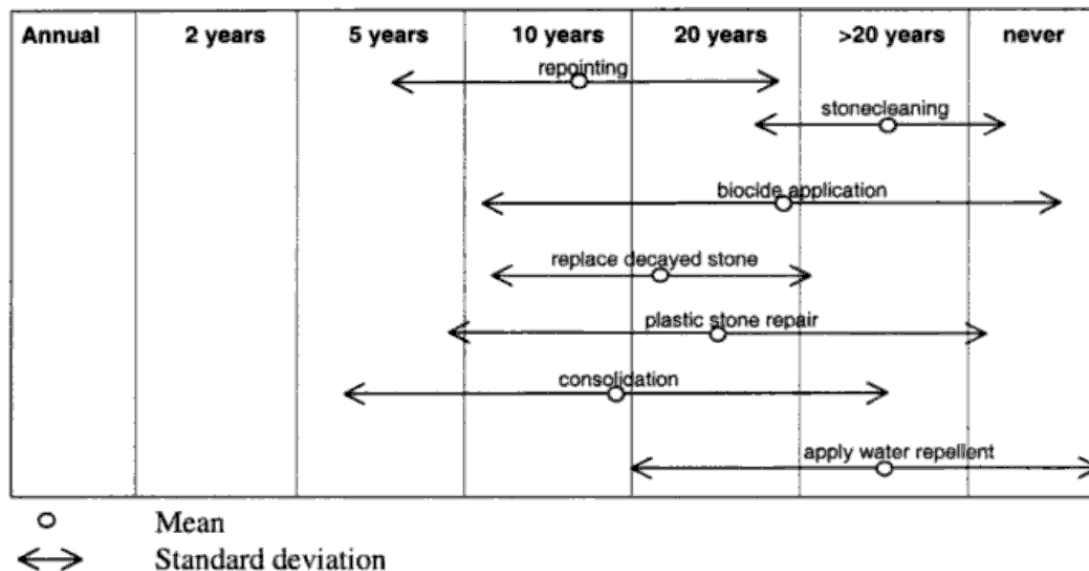 Annual 2 years 5 years 10 years 20 years >20 years never
repointing
stonecleaning
biocide application
replace decayed stone
plastic stone repair
consolidation
apply water repellent
Mean
Standard deviation